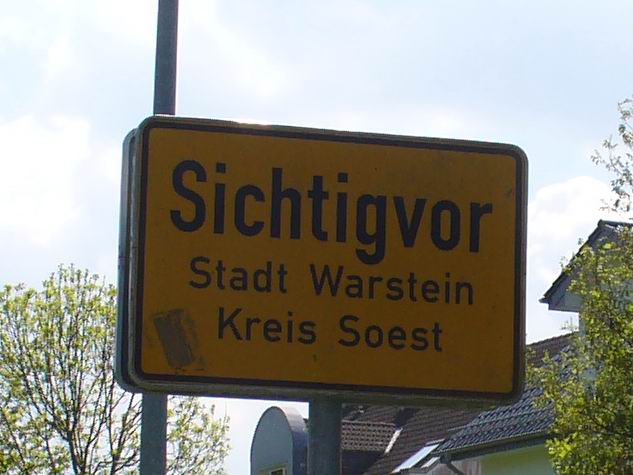 Sichtigvor
Stadt Warstein
Kreis Soest